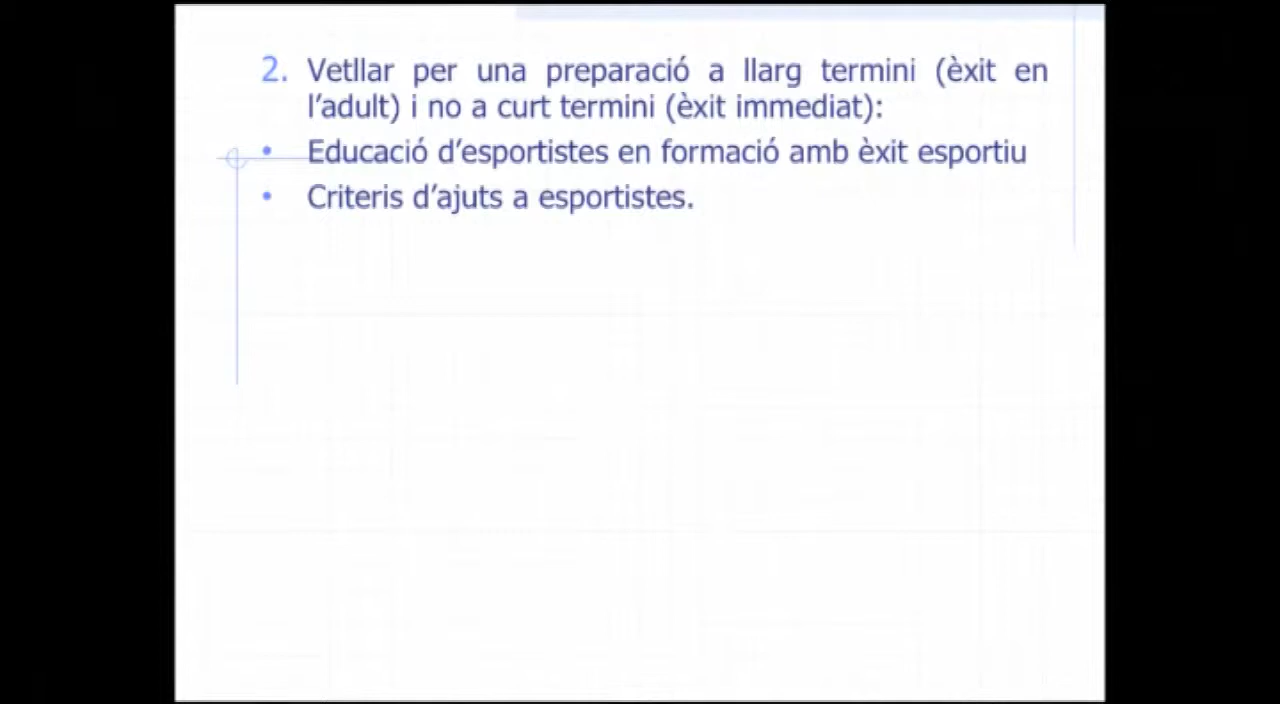 2. Vetllar per una preparació a llarg termini (èxit en
l’adult) i no a curt termini (èxit immediat):
• Educació d’esportistes en formació amb èxit esportiu
• Criteris d’ajuts a esportistes.